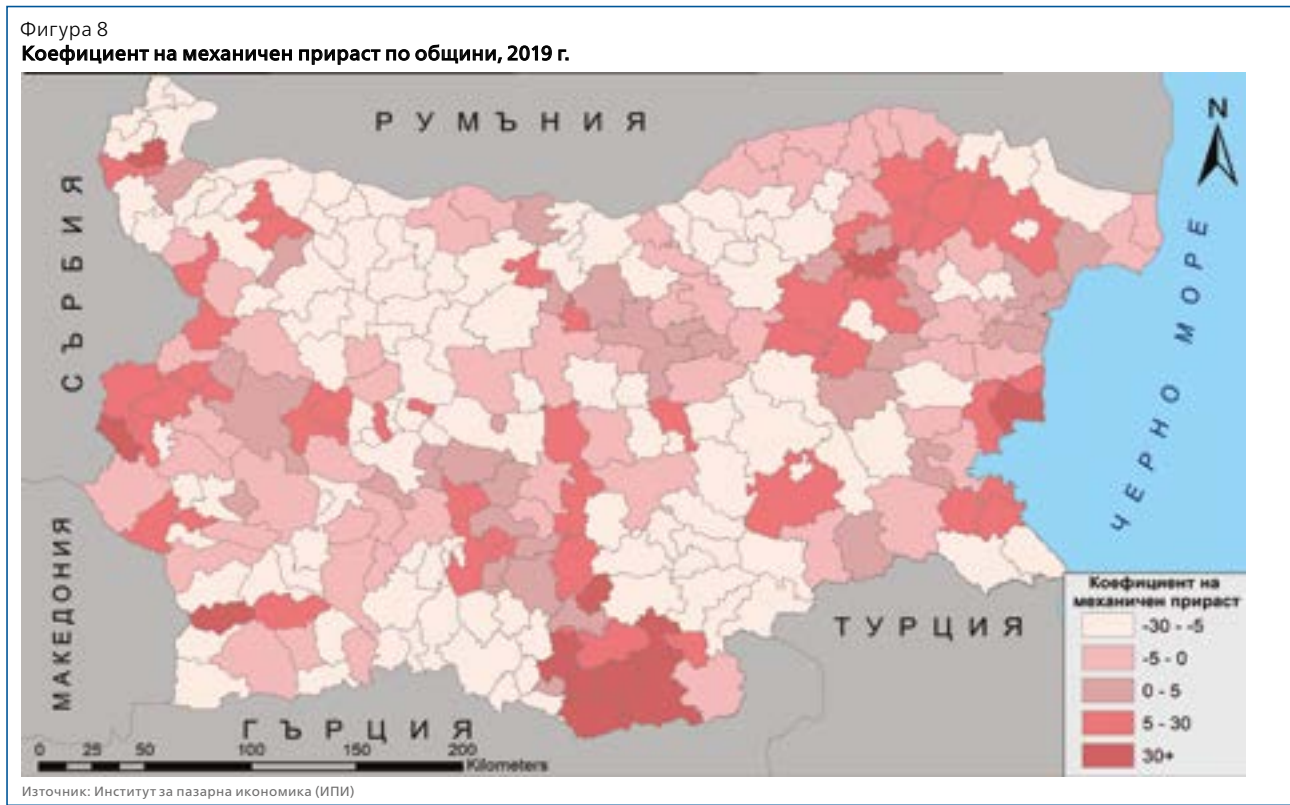 Фигура 8
Коефициент на механичен прираст по общини, 2019 г.
РУМЪНИЯ
N
СЪРБИЯ
ЧЕРНО МОРЕ
МАКЕДОНИЯ
ТУРЦИЯ
ГЪРЦИЯ
Коефициент на
механичен прираст
-30 - -5
-5 - 0
0 - 5
5 - 30
30+
0 25 50 100 150 200
Kilometers
Източник: Институт за пазарна икономика (ИПИ)